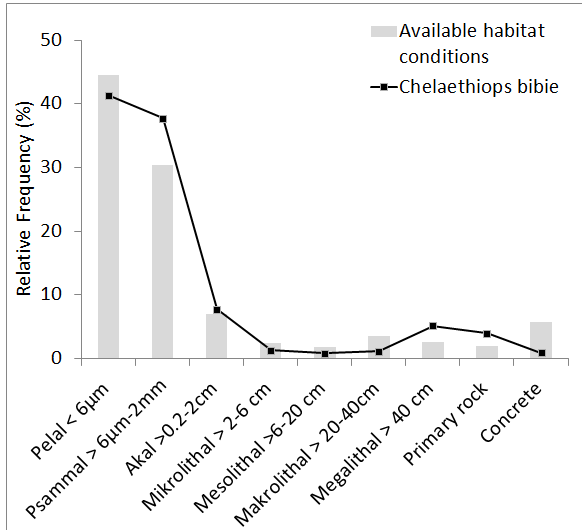 Available habitat
conditions
Chelaethiops bibie
Relative Frequency (%)
50
40
30
20
10
0
Pelal < 6µm
Psammal > 6µm-2mm
Akal >0.2-2cm
Mikrolithal > 2-6 cm
Mesolithal >6-20 cm
Makrolithal > 20-40cm
Megalithal > 40 cm
Primary rock
Concrete